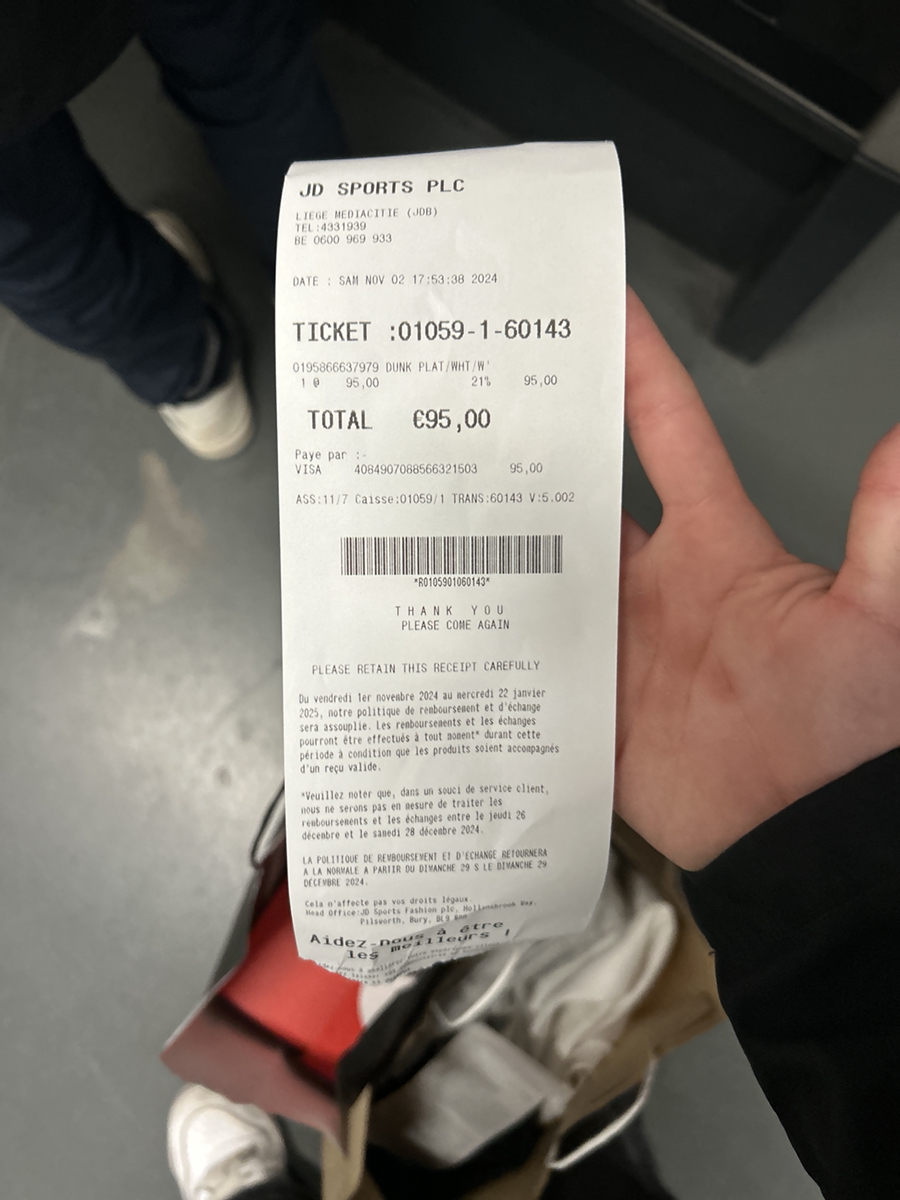 JD SPORTS PLC
LIEGE MEDIACITIE (JDB)
TEL:4331939
BE 0600 969 933
DATE : SAM NOV 02 17:53:38 2024
TICKET :01059-1-60143
0195866637979 DUNK PLAT/WHT/W'
1 @ 95,00 21% 95,00
TOTAL €95,00
Paye par :-
VISA 4084907088566321503 95,00
ASS:11/7 Caisse:01059/1 TRANS:60143 V:5.002
*R0105901060143*
THANK YOU
PLEASE COME AGAIN
PLEASE RETAIN THIS RECEIPT CAREFULLY
Du vendredi 1er novembre 2024 au mercredi 22 janvier
2025, notre politique de remboursement et d'échange
sera assouplie. Les remboursements et les échanges
pourront être effectués à tout moment* durant cette
période à condition que les produits soient accompagnés
d'un reçu valide.
*Veuillez noter que, dans un souci de service client,
nous ne serons pas en mesure de traiter les
remboursements et les échanges entre le jeudi 26
décembre et le samedi 28 décembre 2024.
LA POLITIQUE DE REMBOURSEMENT ET D'ECHANGE RETOURNERA
A LA NORMALE A PARTIR DU DIMANCHE 29 S LE DIMANCHE 29
DÉCEMBRE 2024.
Cela n'affecte pas vos droits légaux.
Head Office:JD Sports Fashion plc, Hollinsbrook Way,
Pilsworth, Bury, BL9
Aidez-nous à être
les meilleurs !